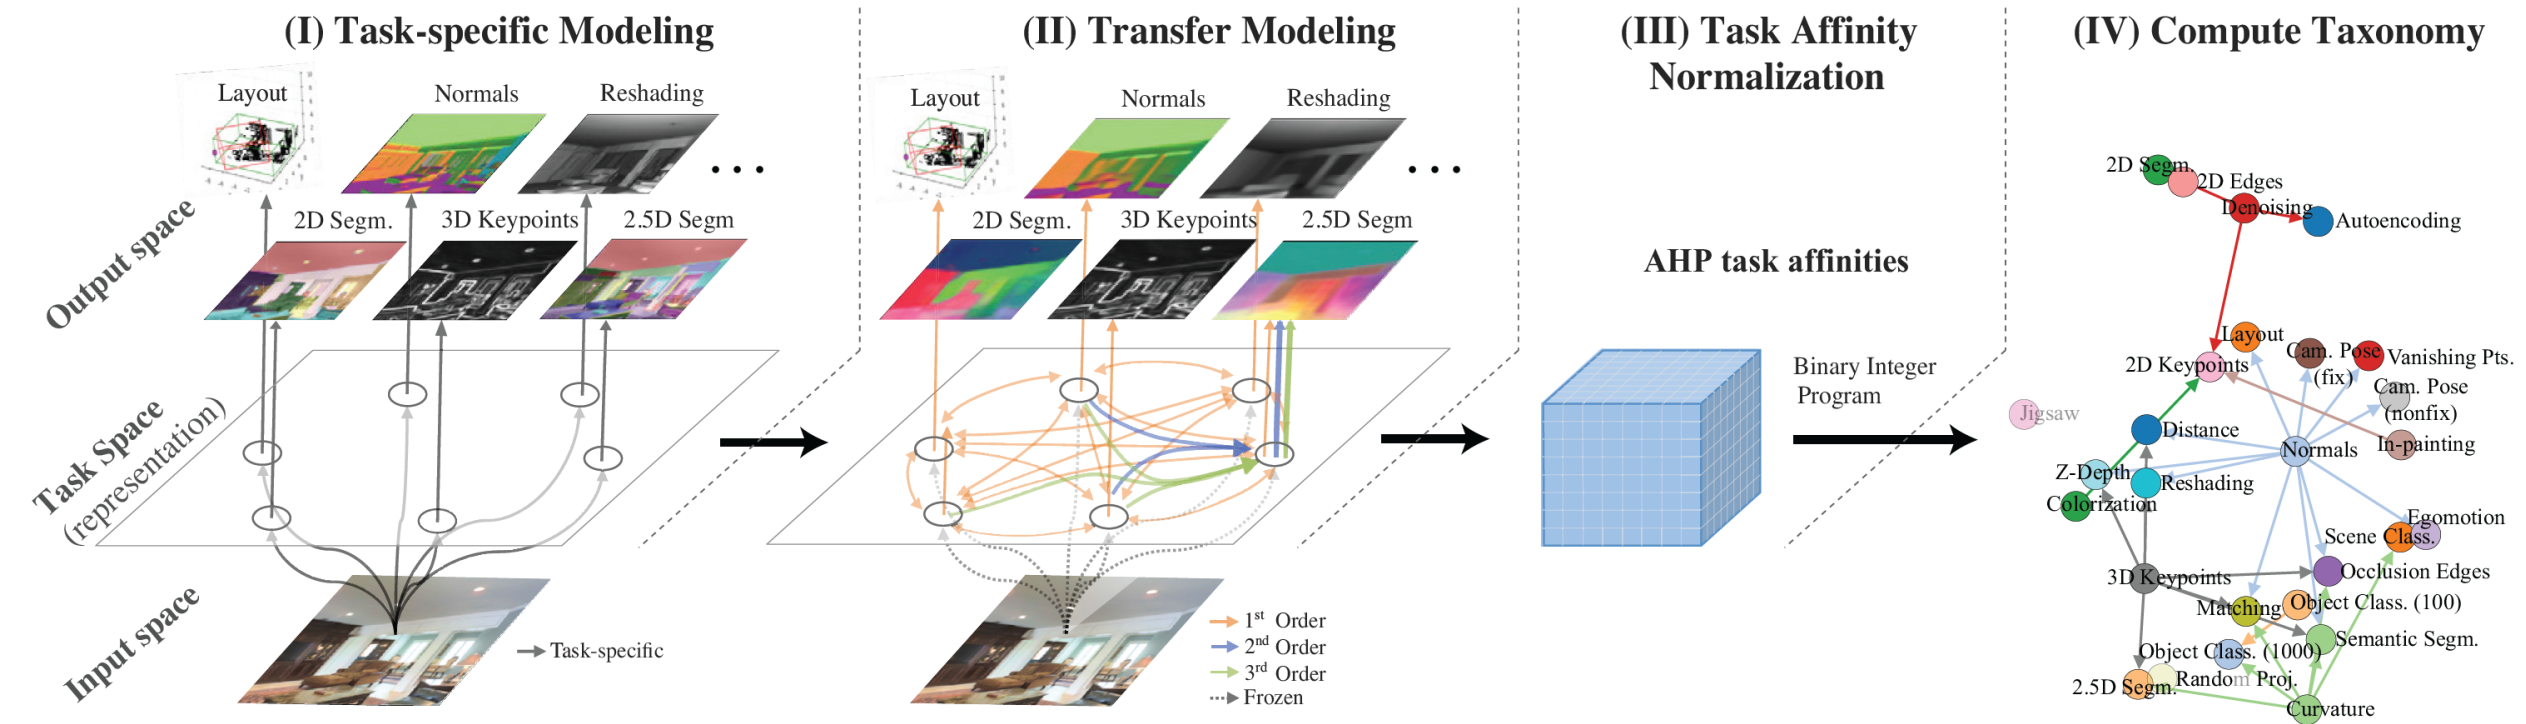 (I) Task-specific Modeling
Layout
Normals
Reshading
...
2D Segm.
3D Keypoints
2.5D Segm
Output space
Task Space
(representation)
Input space
Task-specific
(II) Transfer Modeling
Layout
Normals
Reshading
...
2D Segm.
3D Keypoints
2.5D Segm
1st Order
2nd Order
3rd Order
Frozen
(III) Task Affinity
Normalization
AHP task affinities
Binary Integer
Program
(IV) Compute Taxonomy
2D Segm.
2D Edges
Denoising
Autoencoding
Layout
2D Keypoints
Cam. Pose
(fix)
Vanishing Pts.
Cam. Pose
(nonfix)
Jigsaw
Distance
Normals
In-painting
Z-Depth
Reshading
Colorization
Egomotion
Scene Class.
3D Keypoints
Occlusion Edges
Matching
Object Class. (100)
Semantic Segm.
Object Class. (1000)
Random Proj.
2.5D Segm.
Curvature